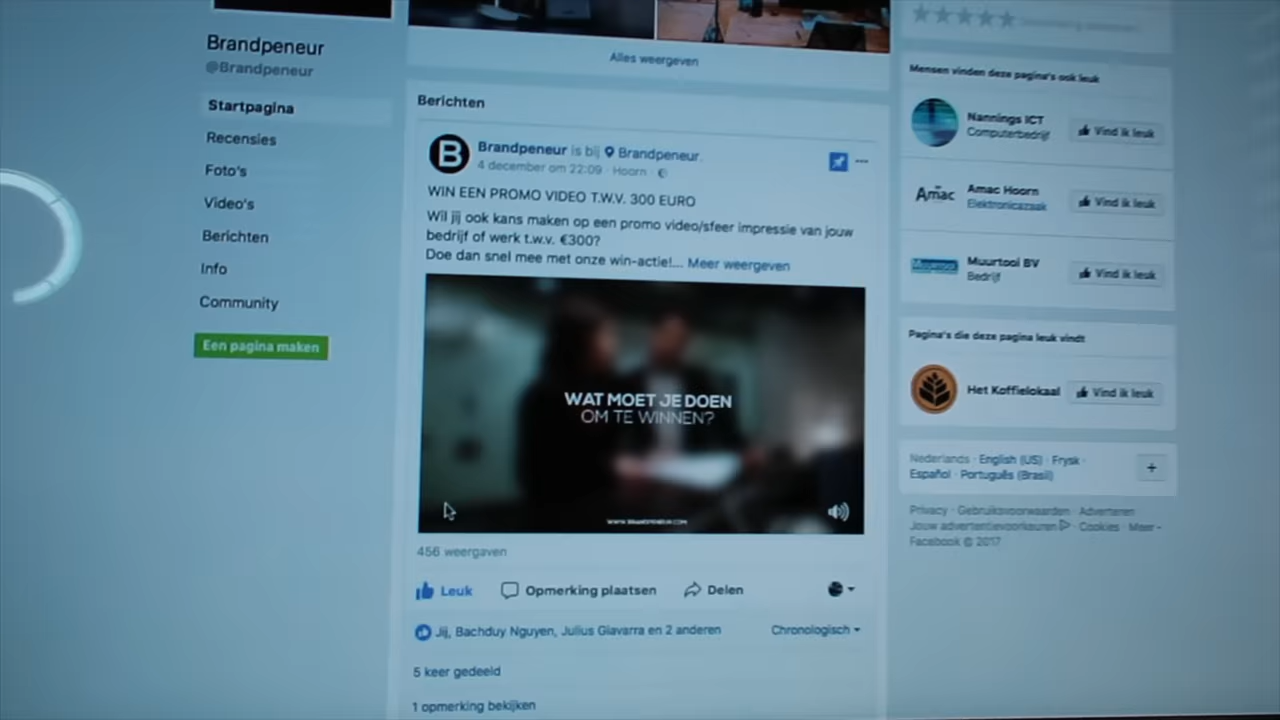 Brandpeneur
@Brandpeneur
Startpagina
Recensies
Foto's
Video's
Berichten
Info
Community
Een pagina maken
Alles weergeven
Berichten
B
Brandpeneur is bij Brandpeneur.
4 december om 22:09 · Hoorn ·
WIN EEN PROMO VIDEO T.W.V. 300 EURO
Wil jij ook kans maken op een promo video/sfeer impressie van jouw
bedrijf of werk t.w.v. €300?
Doe dan snel mee met onze win-actie!... Meer weergeven
WAT MOET JE DOEN
OM TE WINNEN?
WWW.BRANDPENEUR.COM
456 weergaven
Leuk
Opmerking plaatsen
Delen
Jij, Bachduy Nguyen, Julius Giavarra en 2 anderen
Chronologisch
5 keer gedeeld
1 opmerking bekijken
Mensen vinden deze pagina's ook leuk
Nannings ICT
Computerbedrijf
Vind ik leuk
Amac
Amac Hoorn
Elektronicazaak
Vind ik leuk
Muurtooi BV
Bedrijf
Vind ik leuk
Pagina's die deze pagina leuk vindt
Het Koffielokaal
Vind ik leuk
Nederlands · English (US) · Frysk ·
Español · Português (Brasil)
+
Privacy · Gebruiksvoorwaarden · Adverteren
Jouw advertentievoorkeuren · Cookies · Meer
Facebook © 2017